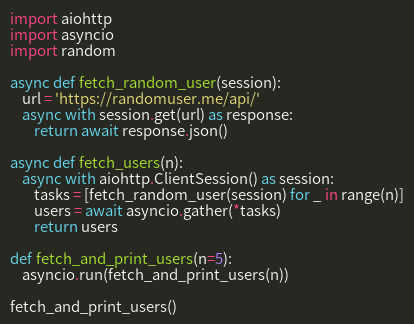 import aiohttp
import asyncio
import random

async def fetch_random_user(session):
    url = 'https://randomuser.me/api/'
    async with session.get(url) as response:
        return await response.json()

async def fetch_users(n):
    async with aiohttp.ClientSession() as session:
        tasks = [fetch_random_user(session) for _ in range(n)]
        users = await asyncio.gather(*tasks)
        return users

def fetch_and_print_users(n=5):
    asyncio.run(fetch_and_print_users(n))

fetch_and_print_users()